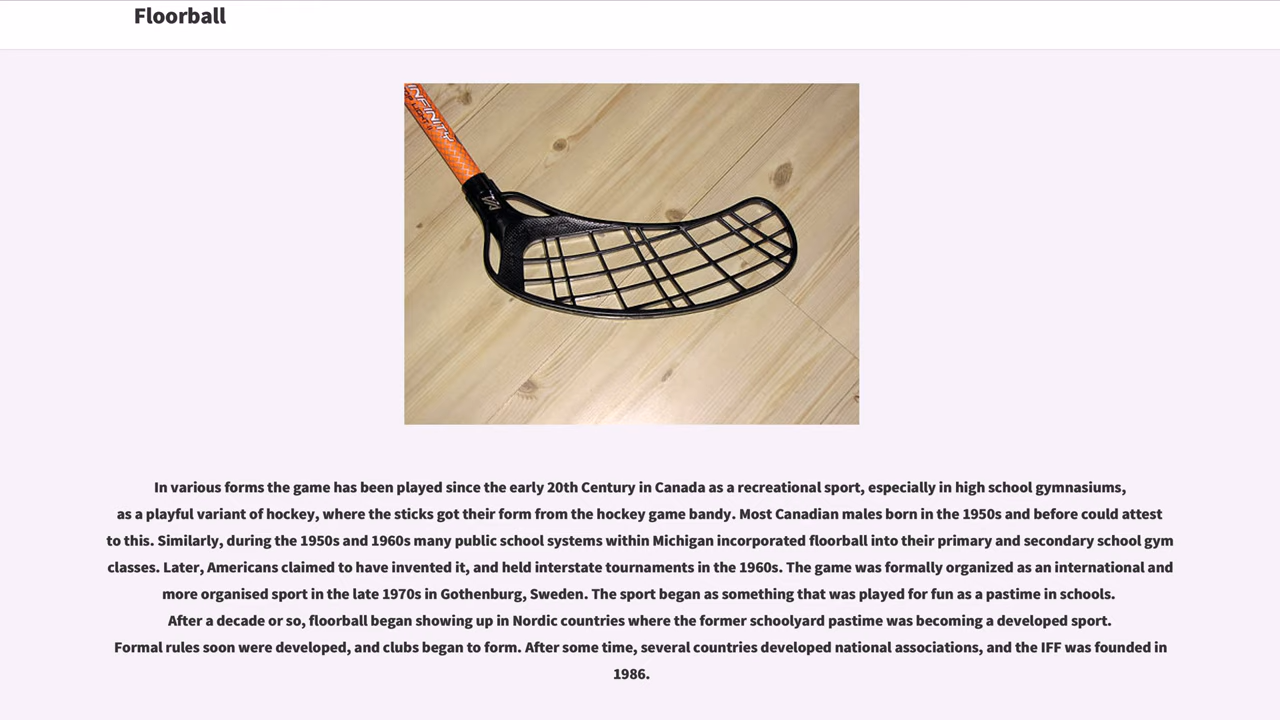 Floorball
INFINITY
In various forms the game has been played since the early 20th Century in Canada as a recreational sport, especially in high school gymnasiums,
as a playful variant of hockey, where the sticks got their form from the hockey game bandy. Most Canadian males born in the 1950s and before could attest
to this. Similarly, during the 1950s and 1960s many public school systems within Michigan incorporated floorball into their primary and secondary school gym
classes. Later, Americans claimed to have invented it, and held interstate tournaments in the 1960s. The game was formally organized as an international and
more organised sport in the late 1970s in Gothenburg, Sweden. The sport began as something that was played for fun as a pastime in schools.
After a decade or so, floorball began showing up in Nordic countries where the former schoolyard pastime was becoming a developed sport.
Formal rules soon were developed, and clubs began to form. After some time, several countries developed national associations, and the IFF was founded in
1986.